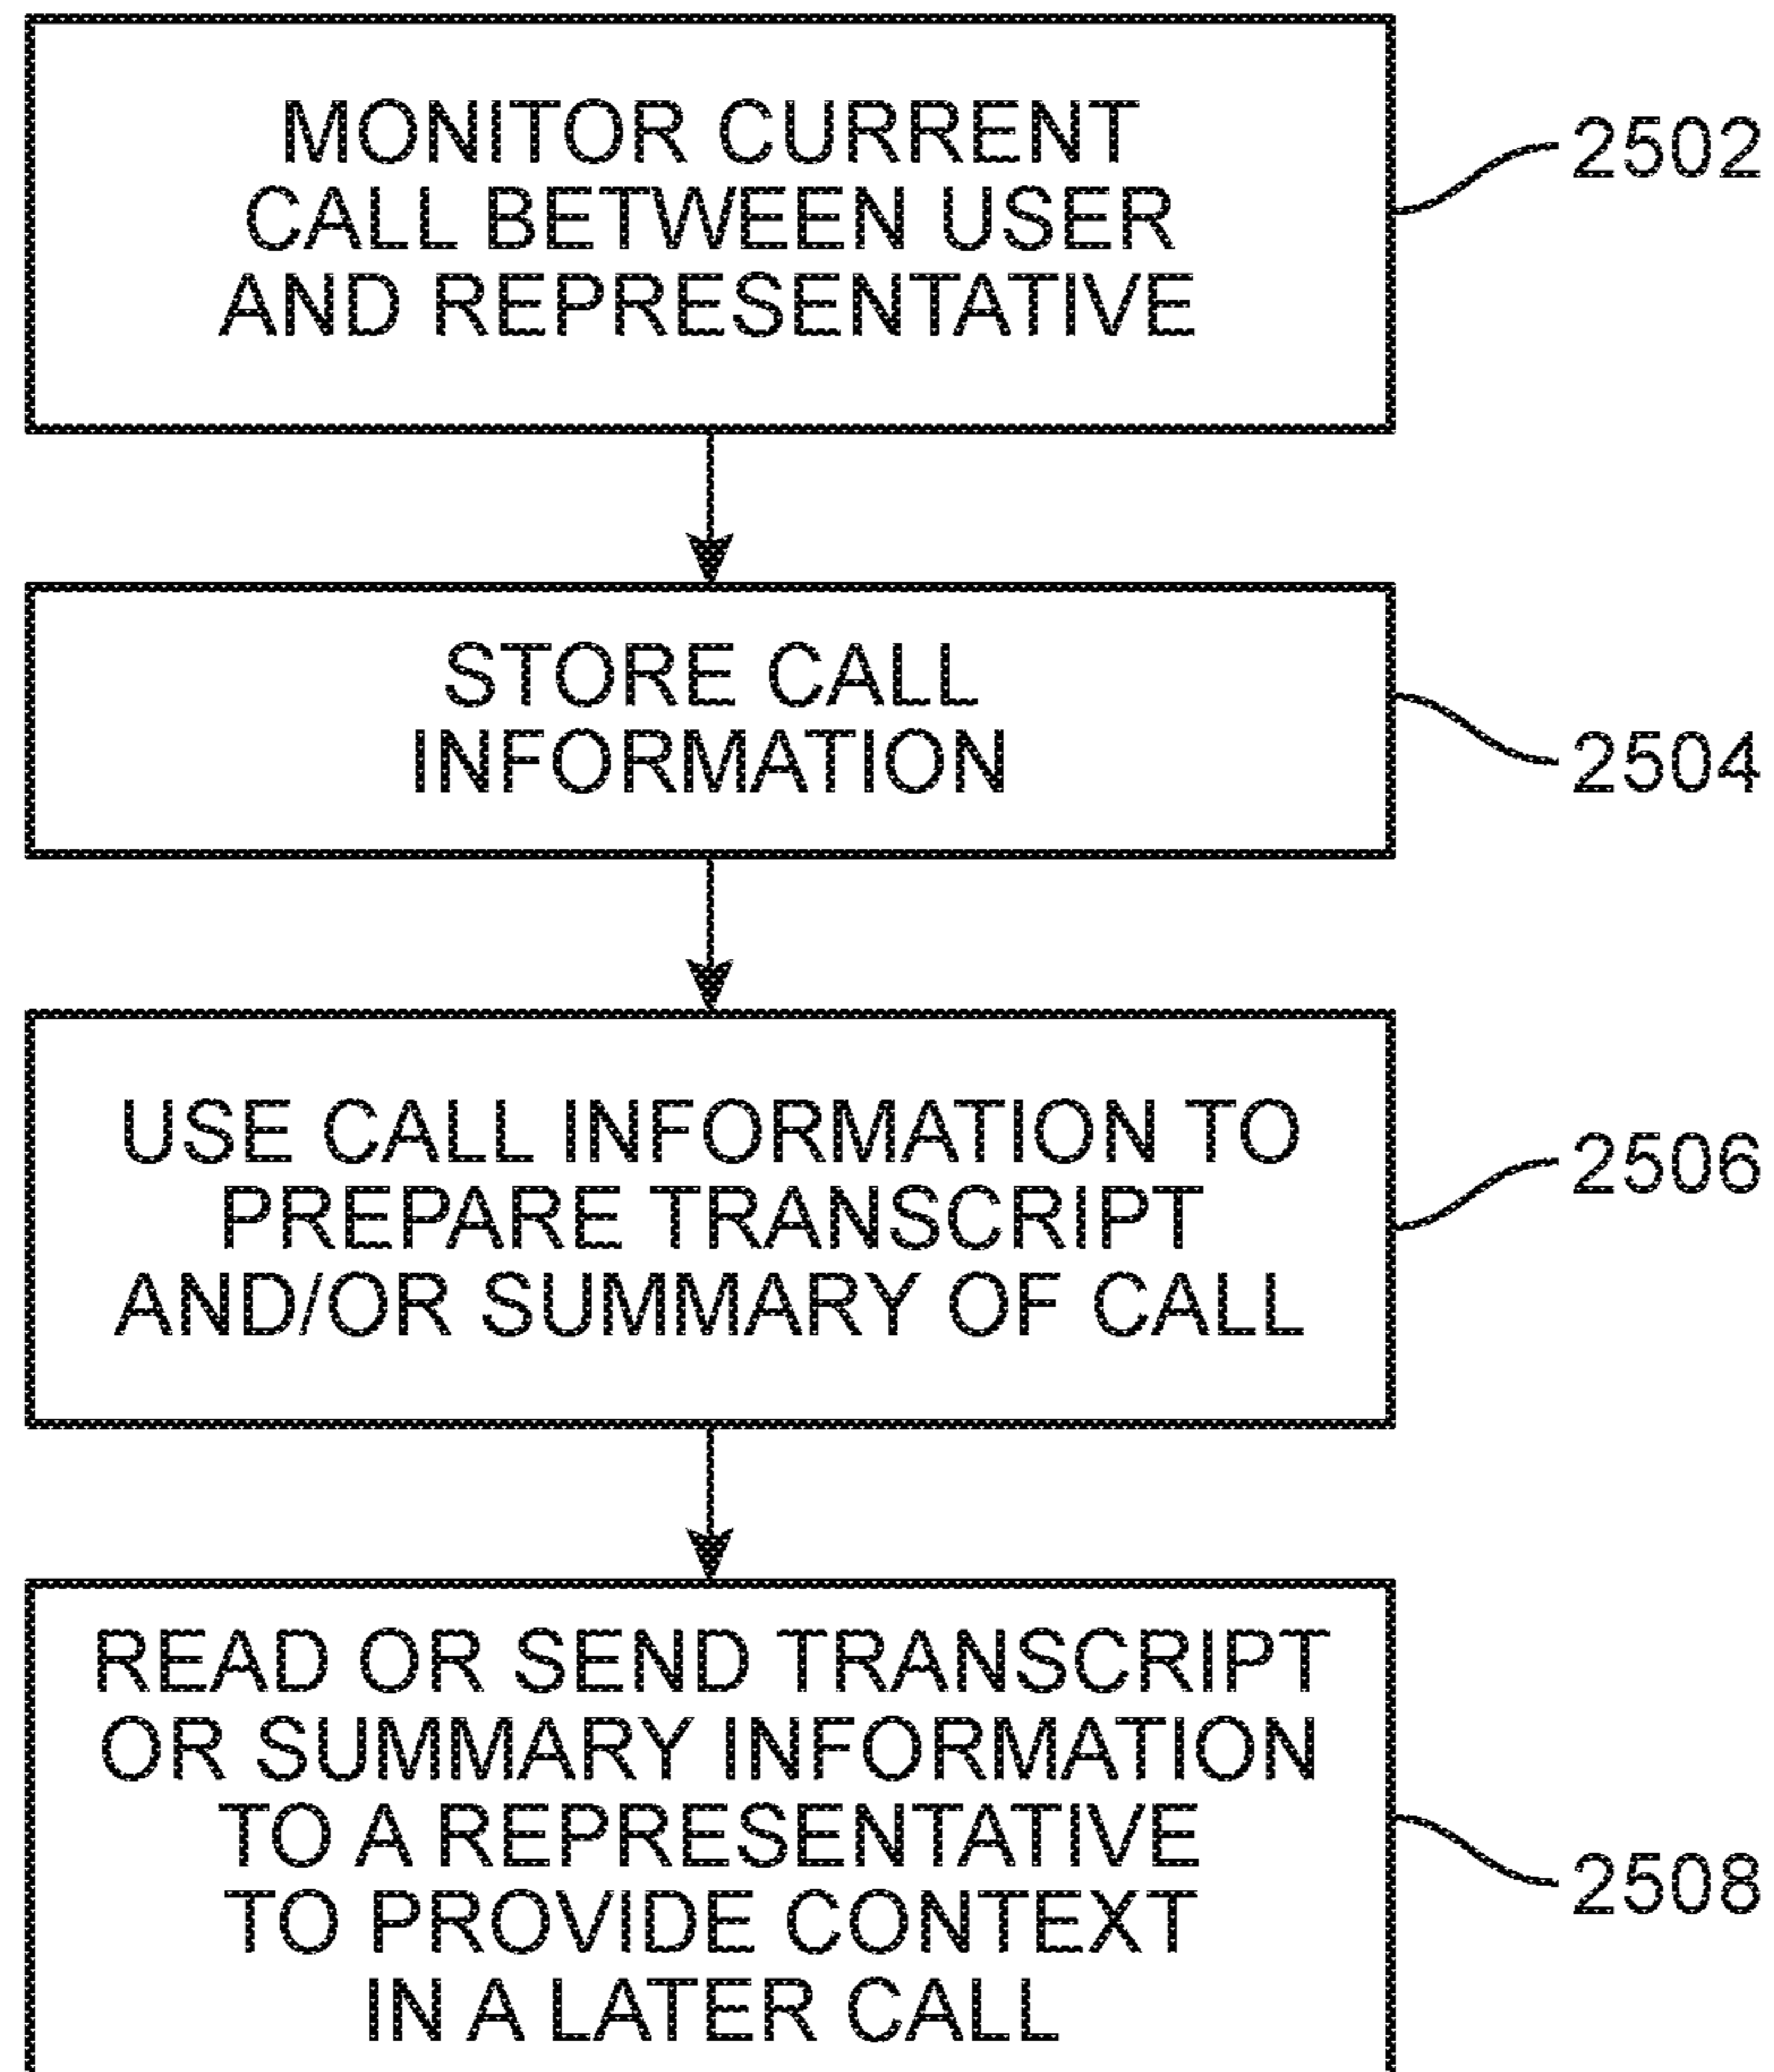 MONITOR CURRENT
CALL BETWEEN USER
AND REPRESENTATIVE
2502
STORE CALL
INFORMATION
2504
USE CALL INFORMATION TO
PREPARE TRANSCRIPT
AND/OR SUMMARY OF CALL
2506
READ OR SEND TRANSCRIPT
OR SUMMARY INFORMATION
TO A REPRESENTATIVE
TO PROVIDE CONTEXT
IN A LATER CALL
2508